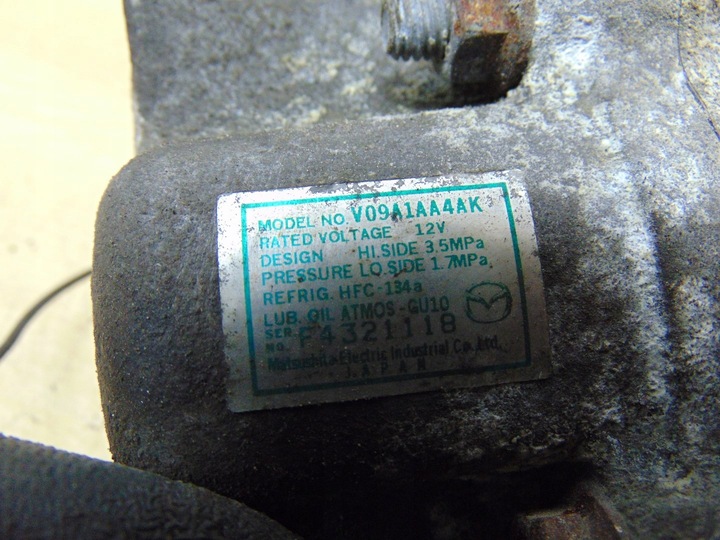 MODEL NO. V09A1AA4AK
RATED VOLTAGE 12V
DESIGN HI.SIDE 3.5MPa
PRESSURE LO.SIDE 1.7MPa
REFRIG. HFC-134a
LUB. OIL ATMOS-GU10
SER. NO. F4321118
Matsushita Electric Industrial Co., Ltd.
JAPAN